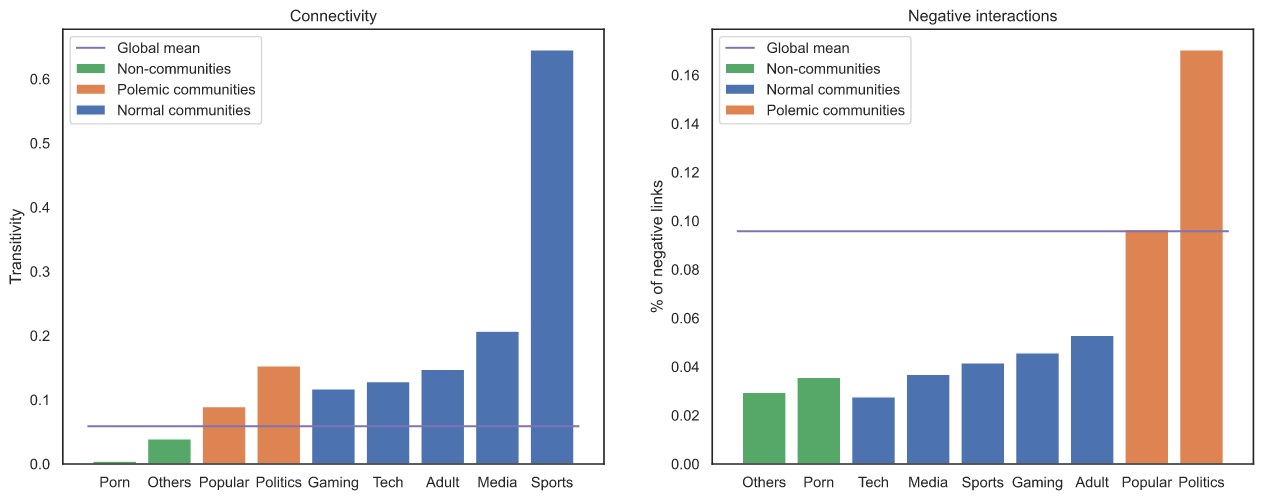 Connectivity
Global mean
Non-communities
Polemic communities
Normal communities
Transitivity
0.6
0.5
0.4
0.3
0.2
0.1
0.0
Porn Others Popular Politics Gaming Tech Adult Media Sports
Negative interactions
Global mean
Non-communities
Normal communities
Polemic communities
% of negative links
0.16
0.14
0.12
0.10
0.08
0.06
0.04
0.02
0.00
Others Porn Tech Media Sports Gaming Adult Popular Politics